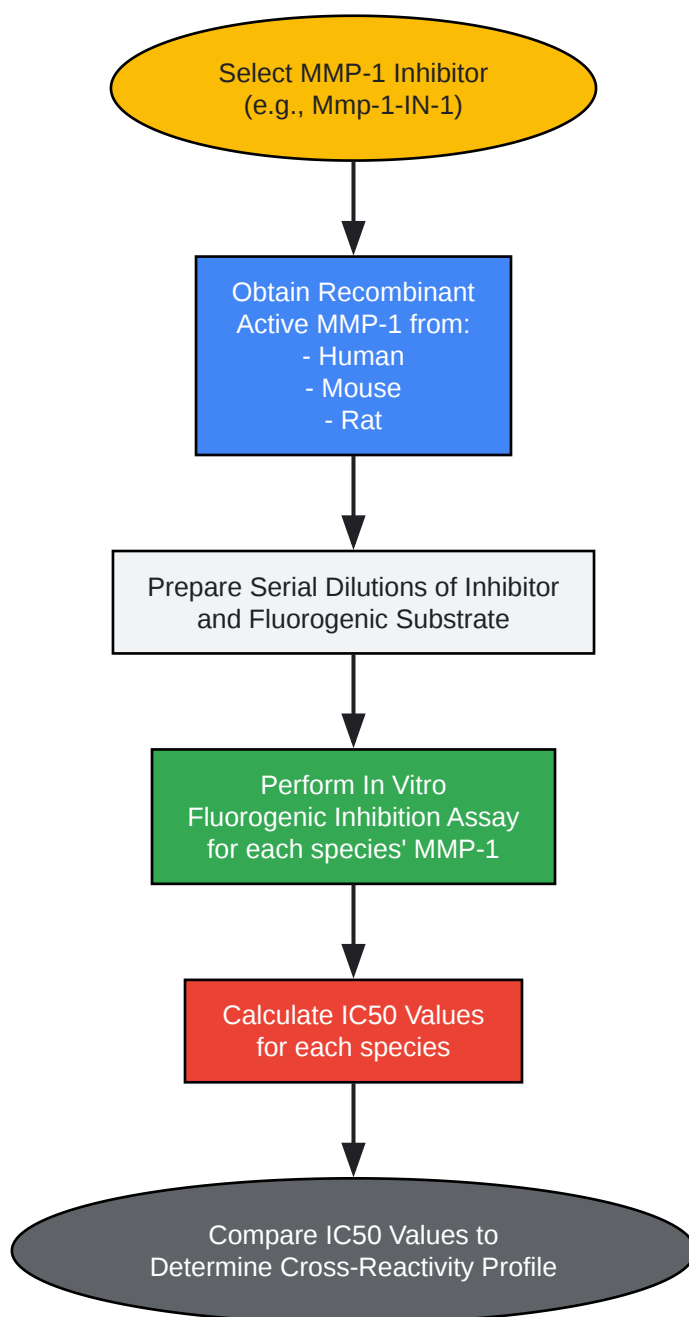 Select MMP-1 Inhibitor
(e.g., Mmp-1-IN-1)
Obtain Recombinant
Active MMP-1 from:
- Human
- Mouse
- Rat
Prepare Serial Dilutions of Inhibitor
and Fluorogenic Substrate
Perform In Vitro
Fluorogenic Inhibition Assay
for each species' MMP-1
Calculate IC50 Values
for each species
Compare IC50 Values to
Determine Cross-Reactivity Profile